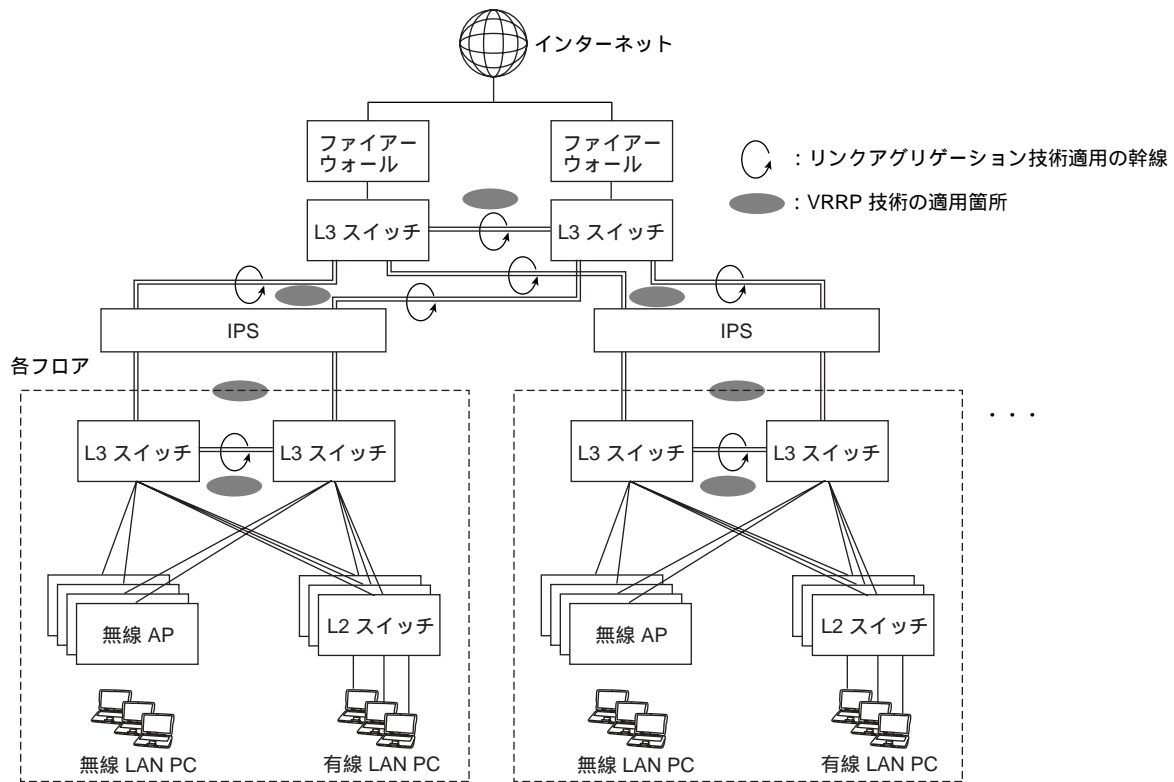 インターネット
ファイアー
ウォール
ファイアー
ウォール
：リンクアグリゲーション技術適用の幹線
：VRRP 技術の適用箇所
L3 スイッチ
L3 スイッチ
IPS
IPS
各フロア
L3 スイッチ
L3 スイッチ
L3 スイッチ
L3 スイッチ
・・・
無線 AP
L2 スイッチ
無線 AP
L2 スイッチ
無線 LAN PC
有線 LAN PC
無線 LAN PC
有線 LAN PC